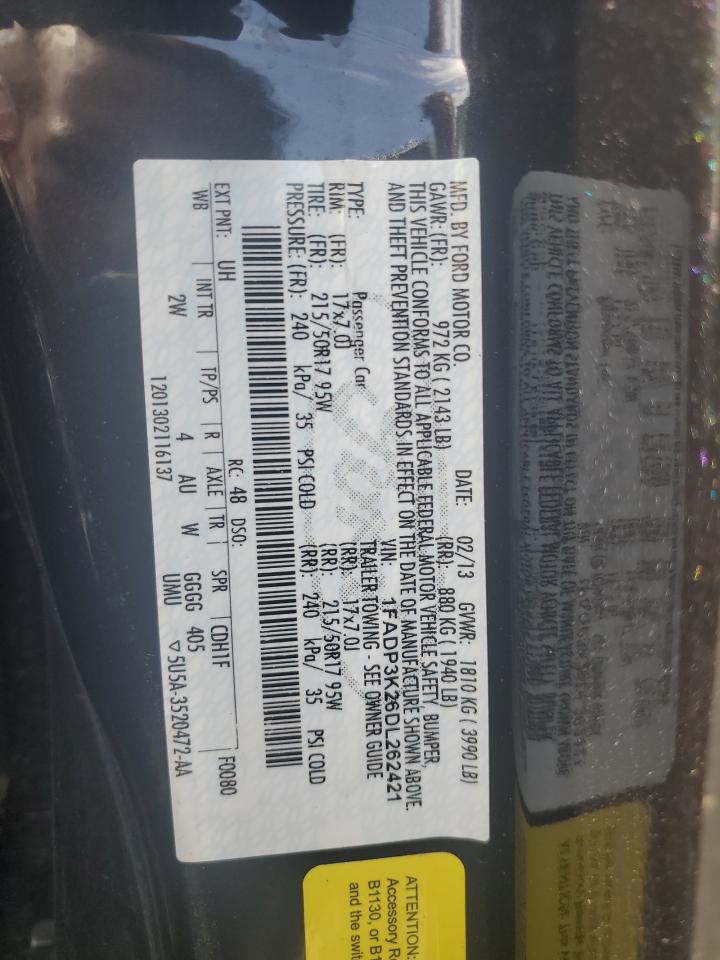 MFD. BY FORD MOTOR CO.
DATE: 02/13 GVWR: 1810 KG ( 3990 LB)
GAWR: (FR): 972 KG ( 2143 LB) (RR): 880 KG ( 1940 LB)
THIS VEHICLE CONFORMS TO ALL APPLICABLE FEDERAL MOTOR VEHICLE SAFETY, BUMPER,
AND THEFT PREVENTION STANDARDS IN EFFECT ON THE DATE OF MANUFACTURE SHOWN ABOVE.
VIN: 1FADP3K26DL262421
TYPE: Passenger Car TRAILER TOWING - SEE OWNER GUIDE
RIM: (FR): 17x7.0J (RR): 17x7.0J
TIRE: (FR): 215/50R17 95W (RR): 215/50R17 95W
PRESSURE: (FR): 240 kPa/ 35 PSI COLD (RR): 240 kPa/ 35 PSI COLD
RC: 48 DSO: F0080
EXT PNT: UH CDH1F
WB INT TR TP/PS R AXLE TR SPR
2W 4 AU W GGGG 405
UMU
1201302116137 5U5A-3520472-AA
ATTENTION:
Accessory Re
B1130, or B1
and the swit